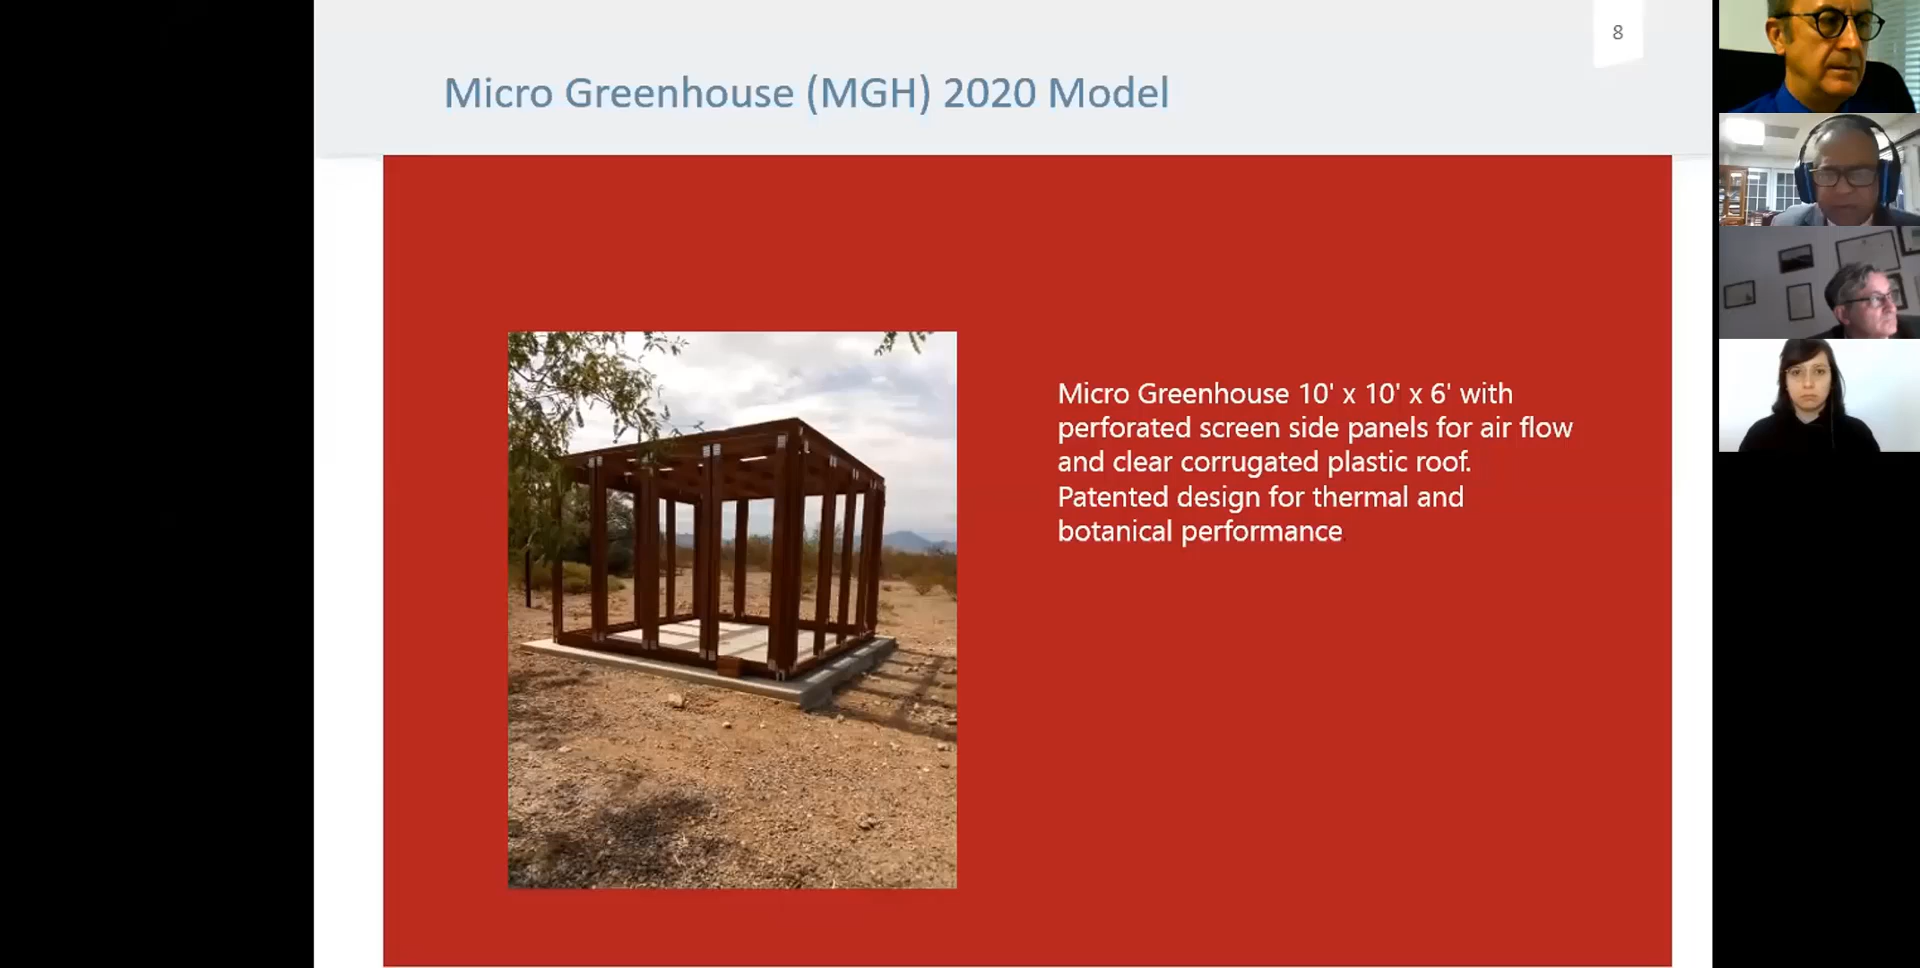 8
Micro Greenhouse (MGH) 2020 Model
Micro Greenhouse 10' x 10' x 6' with
perforated screen side panels for air flow
and clear corrugated plastic roof.
Patented design for thermal and
botanical performance